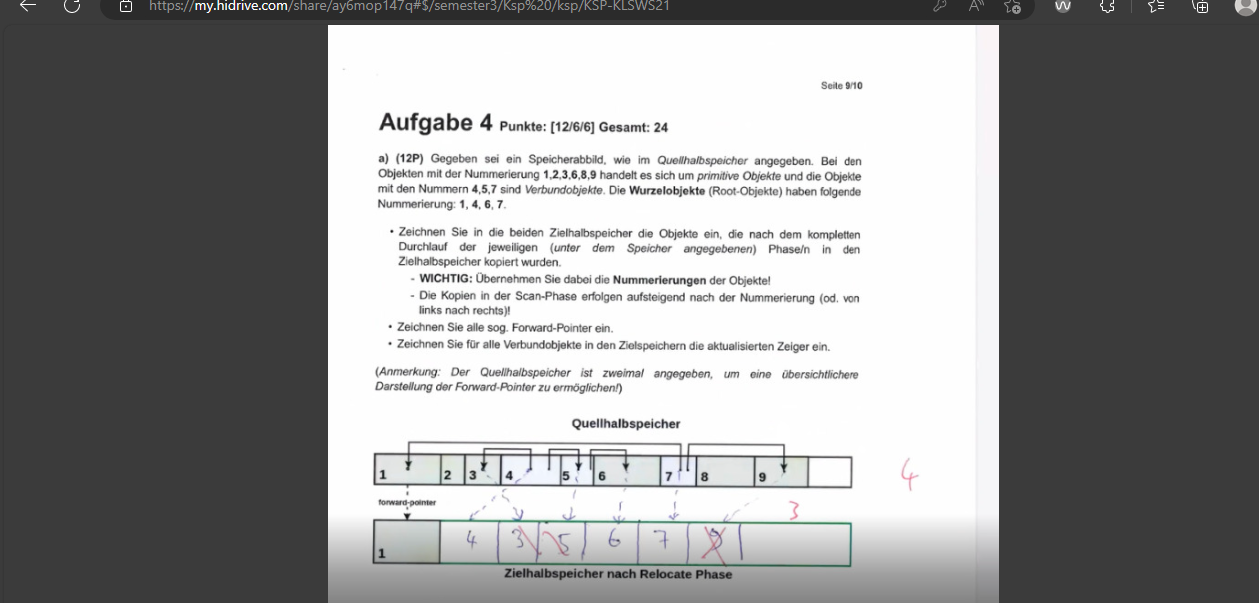 https://my.hidrive.com/share/ay6mop147q#$/semester3/Ksp%20/ksp/KSP-KLSWS21
Seite 9/10
Aufgabe 4 Punkte: [12/6/6] Gesamt: 24
a) (12P) Gegeben sei ein Speicherabbild, wie im Quellhalbspeicher angegeben. Bei den
Objekten mit der Nummerierung 1,2,3,6,8,9 handelt es sich um primitive Objekte und die Objekte
mit den Nummern 4,5,7 sind Verbundobjekte. Die Wurzelobjekte (Root-Objekte) haben folgende
Nummerierung: 1, 4, 6, 7.
• Zeichnen Sie in die beiden Zielhalbspeicher die Objekte ein, die nach dem kompletten
Durchlauf der jeweiligen (unter dem Speicher angegebenen) Phase/n in den
Zielhalbspeicher kopiert wurden.
- WICHTIG: Übernehmen Sie dabei die Nummerierungen der Objekte!
- Die Kopien in der Scan-Phase erfolgen aufsteigend nach der Nummerierung (od. von
links nach rechts)!
• Zeichnen Sie alle sog. Forward-Pointer ein.
• Zeichnen Sie für alle Verbundobjekte in den Zielspeichern die aktualisierten Zeiger ein.
(Anmerkung: Der Quellhalbspeicher ist zweimal angegeben, um eine übersichtlichere
Darstellung der Forward-Pointer zu ermöglichen!)
Quellhalbspeicher
1 2 3 4 5 6 7 8 9
4
forward-pointer
3
1 4 3 5 6 7
Zielhalbspeicher nach Relocate Phase